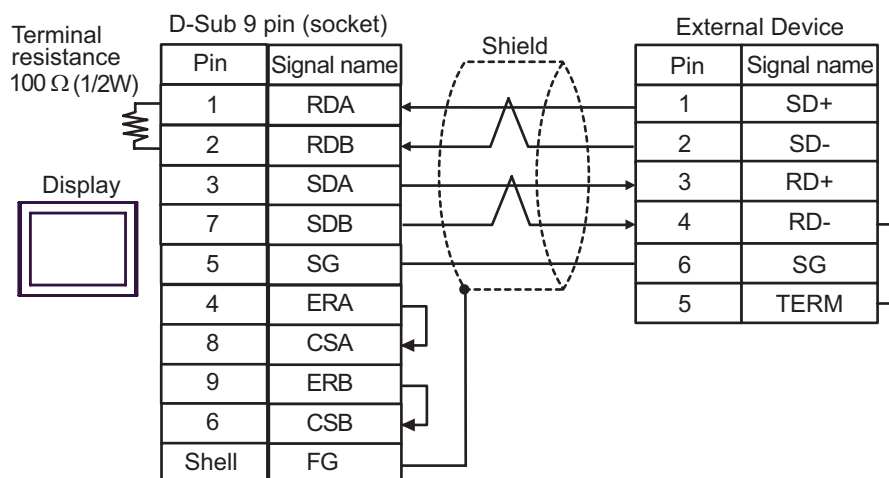 Terminal
resistance
100 Ω (1/2W)
D-Sub 9 pin (socket)
Pin Signal name
1 RDA
2 RDB
3 SDA
7 SDB
5 SG
4 ERA
8 CSA
9 ERB
6 CSB
Shell FG
Display
Shield
External Device
Pin Signal name
1 SD+
2 SD-
3 RD+
4 RD-
6 SG
5 TERM